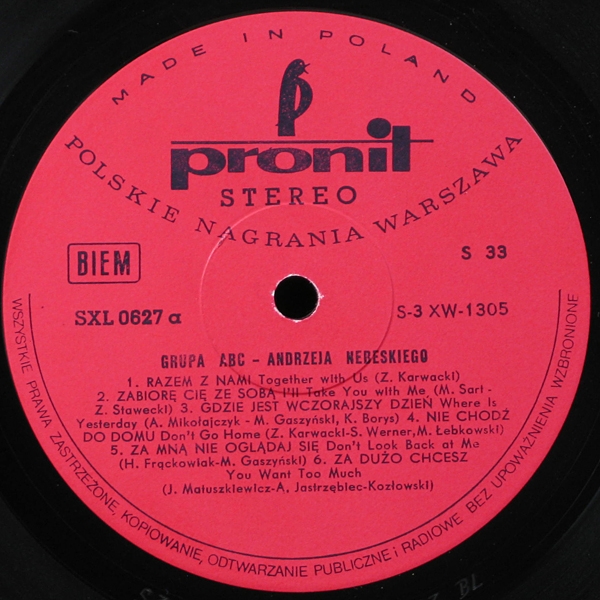 MADE IN POLAND
pronit
STEREO
POLSKIE NAGRANIA WARSZAWA
BIEM
S 33
SXL 0627 α
S-3 XW-1305
GRUPA ABC - ANDRZEJA NEBESKIEGO
1. RAZEM Z NAMI Together with Us (Z. Karwacki)
2. ZABIORĘ CIĘ ZE SOBĄ I'll Take You with Me (M. Sart -
Z. Stawecki) 3. GDZIE JEST WCZORAJSZY DZIEŃ Where Is
Yesterday (A. Mikołajczyk - M. Gaszyński, K. Borys) 4. NIE CHODŹ
DO DOMU Don't Go Home (Z. Karwacki-S. Werner, M. Łebkowski)
5. ZA MNĄ NIE OGLĄDAJ SIĘ Don't Look Back at Me
(H. Frąckowiak-M. Gaszyński) 6. ZA DUŻO CHCESZ
You Want Too Much
(J. Matuszkiewicz-A. Jastrzębiec-Kozłowski)
WSZYSTKIE PRAWA ZASTRZEŻONE, KOPIOWANIE, ODTWARZANIE PUBLICZNE i RADIOWE BEZ UPOWAŻNIENIA WZBRONIONE